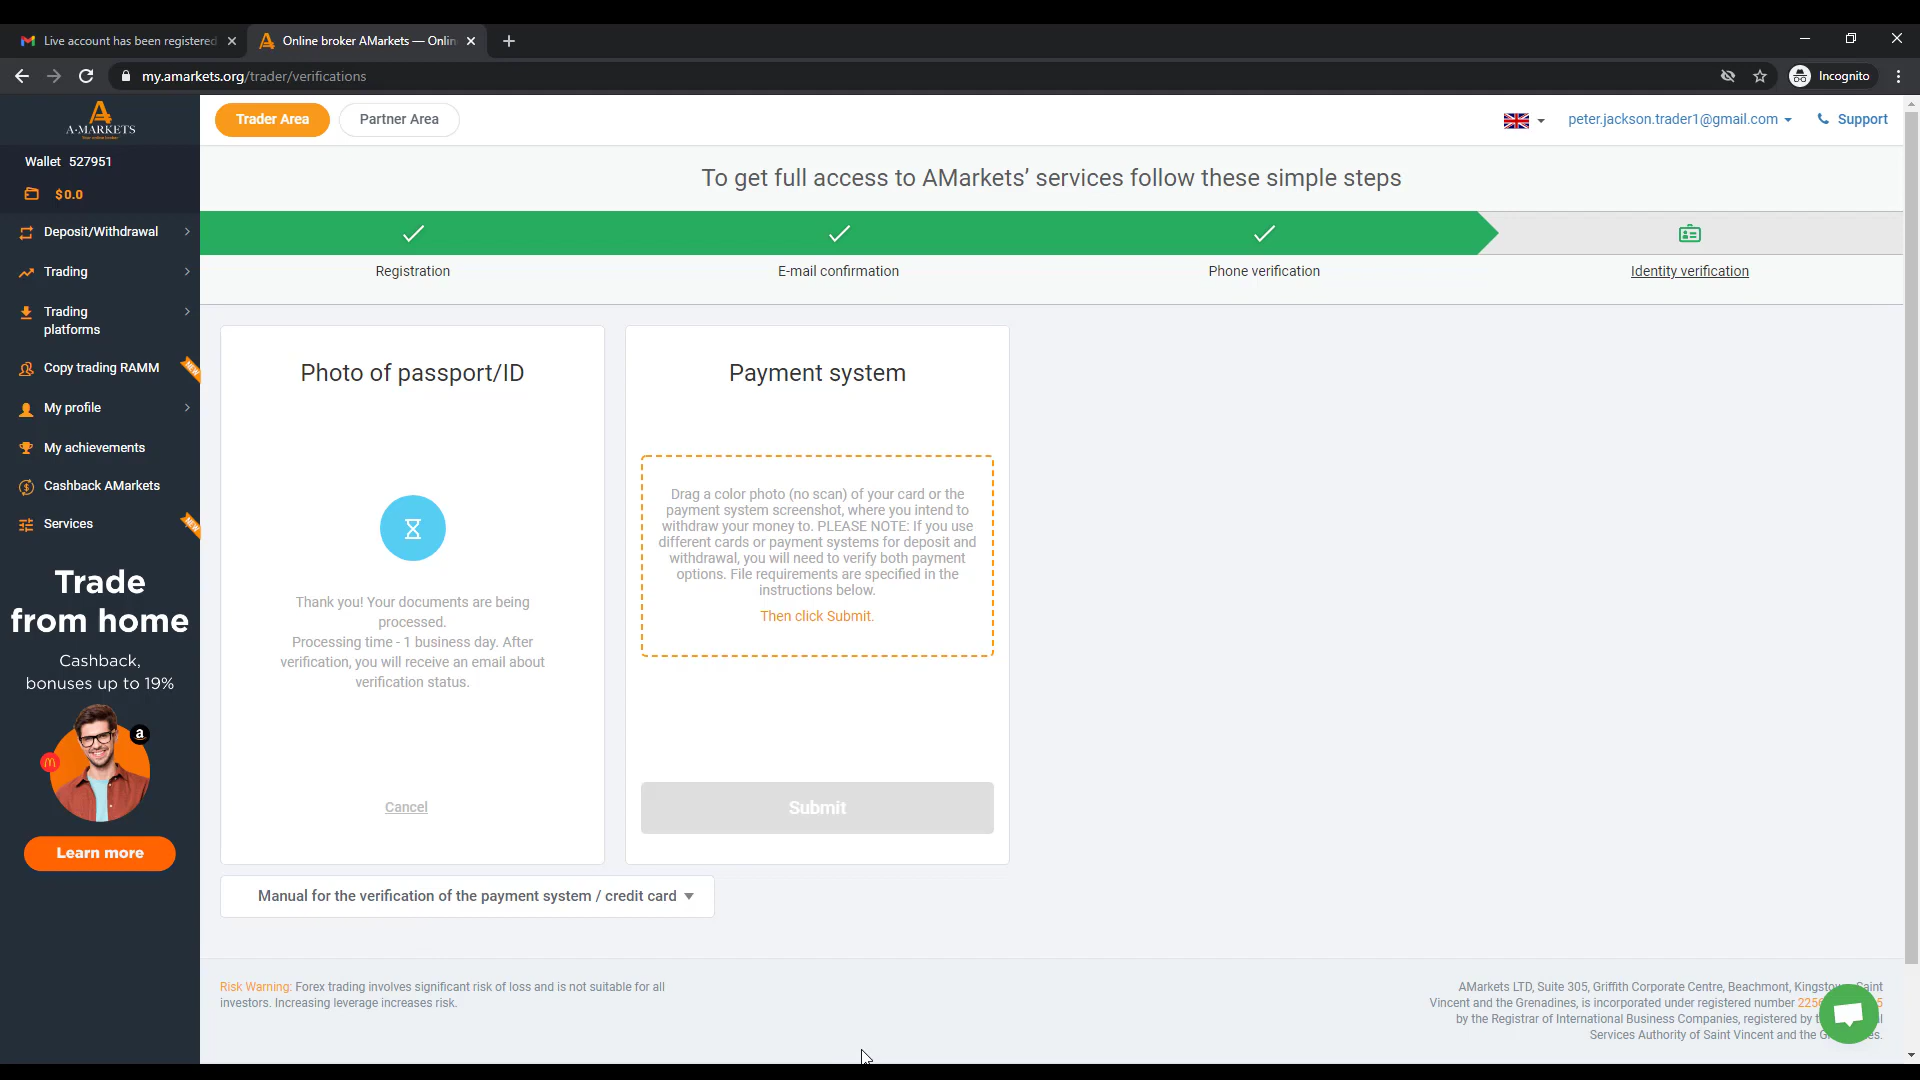 Live account has been registered
Online broker AMarkets — Onlin
my.amarkets.org/trader/verifications
Incognito
A·MARKETS
Trader Area
Partner Area
peter.jackson.trader1@gmail.com
Support
Wallet 527951
$0.0
Deposit/Withdrawal
Trading
Trading
platforms
Copy trading RAMM
NEW
My profile
My achievements
Cashback AMarkets
Services
NEW
Trade
from home
Cashback,
bonuses up to 19%
a
Learn more
To get full access to AMarkets’ services follow these simple steps
Registration
E-mail confirmation
Phone verification
Identity verification
Photo of passport/ID
Thank you! Your documents are being
processed.
Processing time - 1 business day. After
verification, you will receive an email about
verification status.
Cancel
Payment system
Drag a color photo (no scan) of your card or the
payment system screenshot, where you intend to
withdraw your money to. PLEASE NOTE: If you use
different cards or payment systems for deposit and
withdrawal, you will need to verify both payment
options. File requirements are specified in the
instructions below.
Then click Submit.
Submit
Manual for the verification of the payment system / credit card
Risk Warning: Forex trading involves significant risk of loss and is not suitable for all
investors. Increasing leverage increases risk.
AMarkets LTD, Suite 305, Griffith Corporate Centre, Beachmont, Kingstown, Saint
Vincent and the Grenadines, is incorporated under registered number
by the Registrar of International Business Companies, registered by
Services Authority of Saint Vincent and the